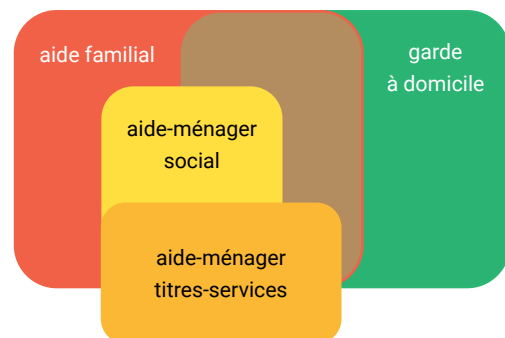 aide familial
garde
à domicile
aide-ménager
social
aide-ménager
titres-services